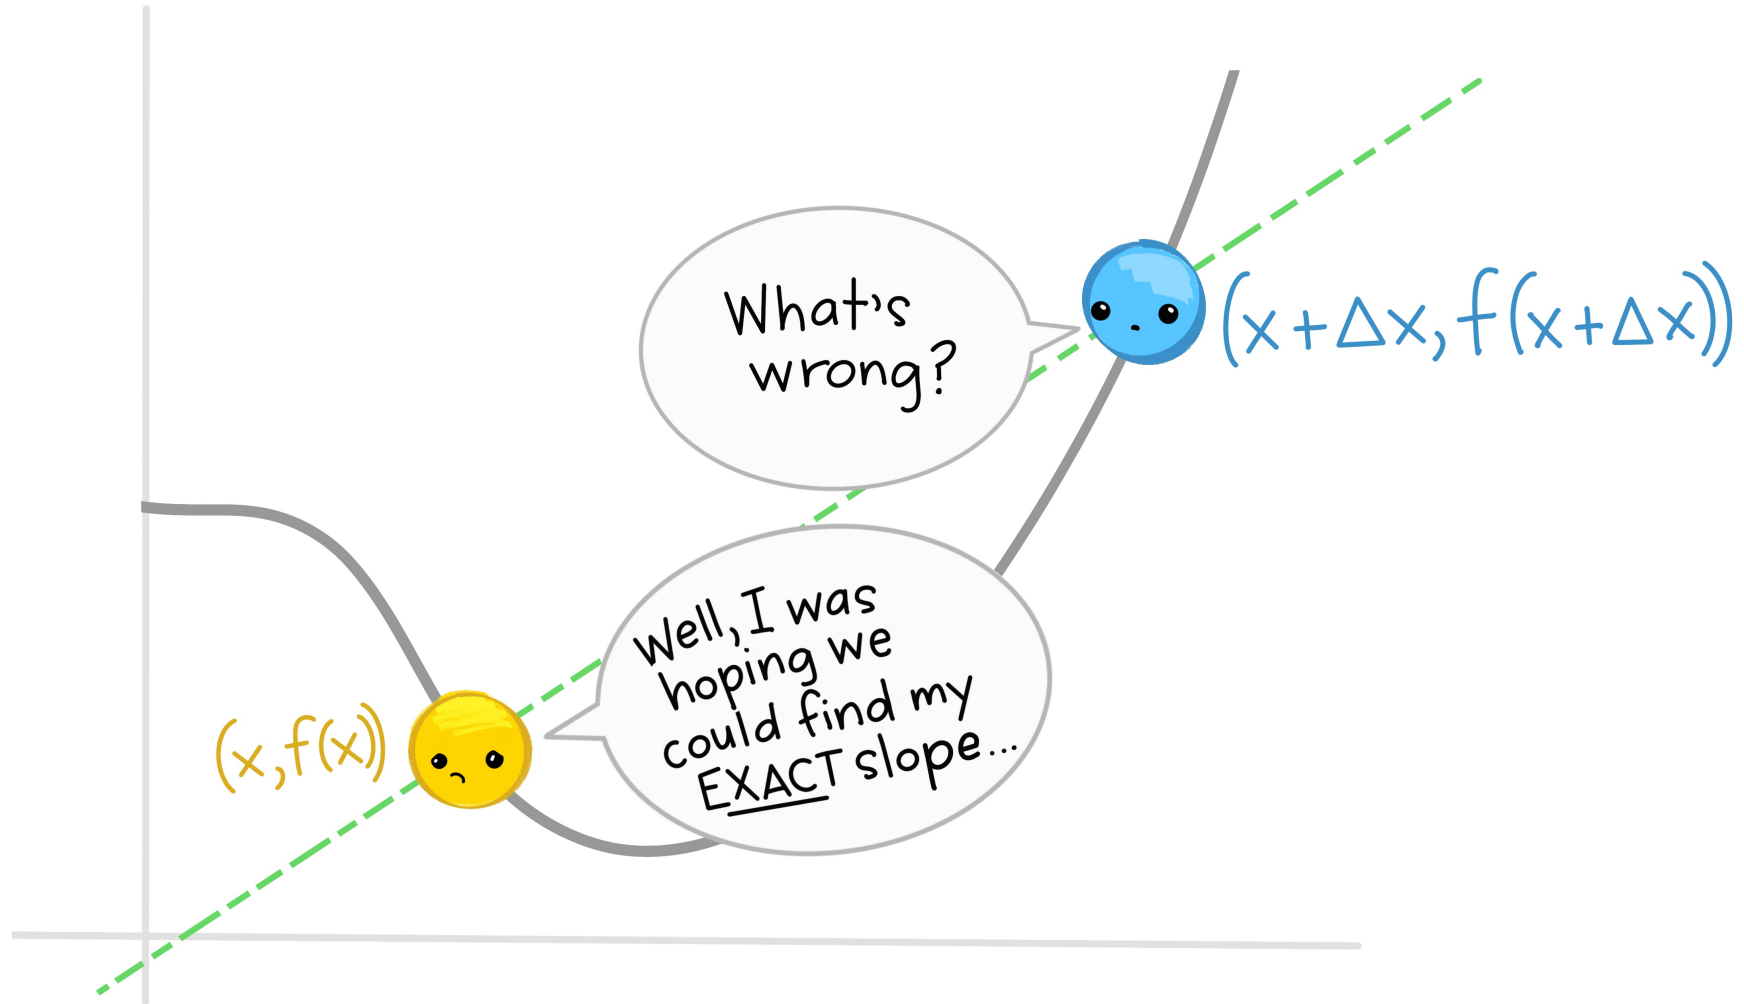 What's
wrong?
(x+Δx, f(x+Δx))
Well, I was
hoping we
could find my
EXACT slope...
(x, f(x))